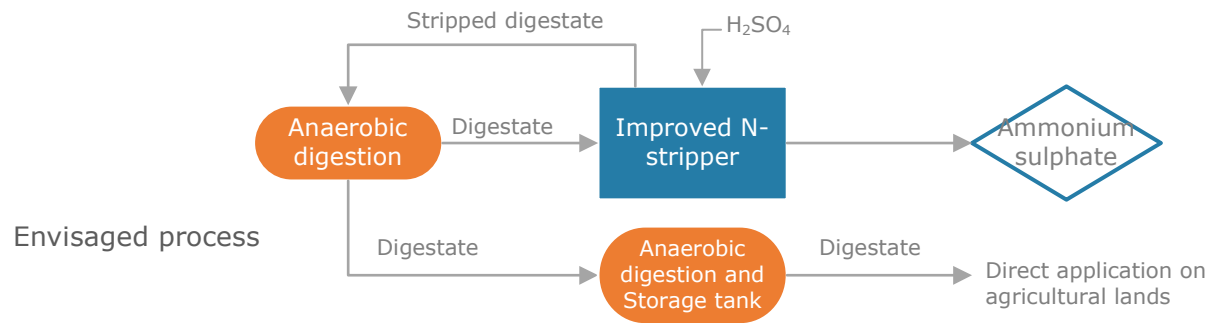 Stripped digestate
H₂SO₄
Anaerobic
digestion
Digestate
Improved N-
stripper
Ammonium
sulphate
Envisaged process
Digestate
Anaerobic
digestion and
Storage tank
Digestate
Direct application on
agricultural lands